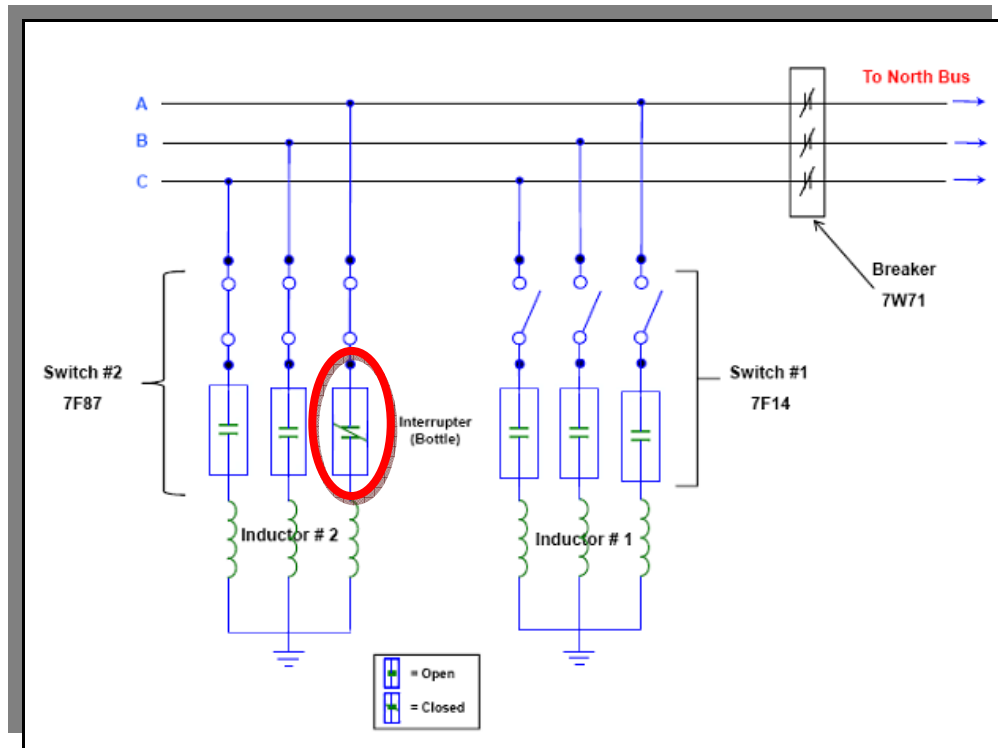 To North Bus
A
B
C
Breaker
7W71
Switch #2
7F87
Interrupter
(Bottle)
Switch #1
7F14
Inductor # 2
Inductor # 1
= Open
= Closed